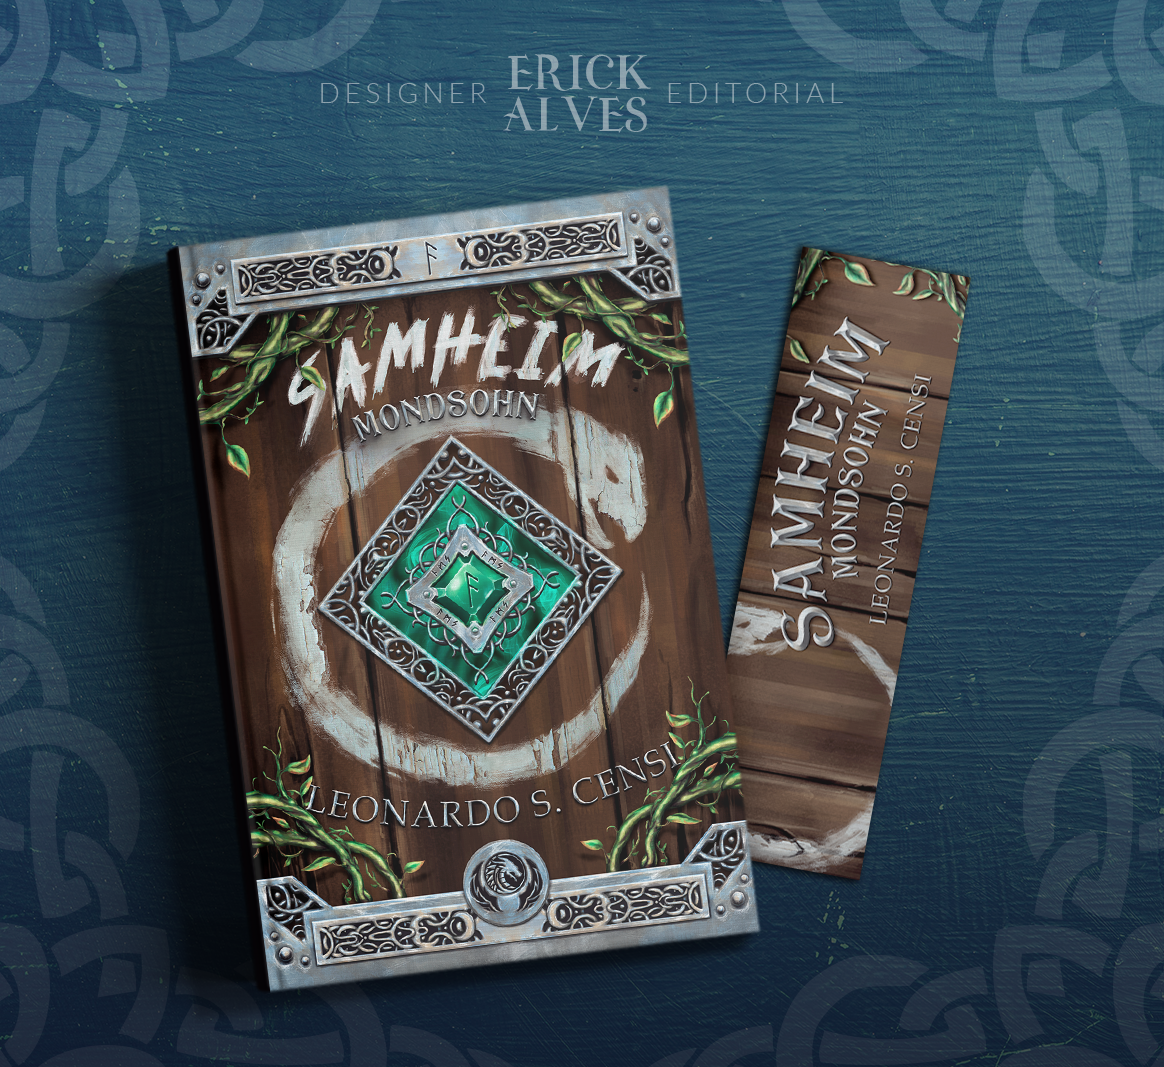 DESIGNER ERICK ALVES EDITORIAL
ᚨ
SAMHEIM
MONDSOHN
ᚨ
LEONARDO S. CENSI
SAMHEIM
MONDSOHN
LEONARDO S. CENSI